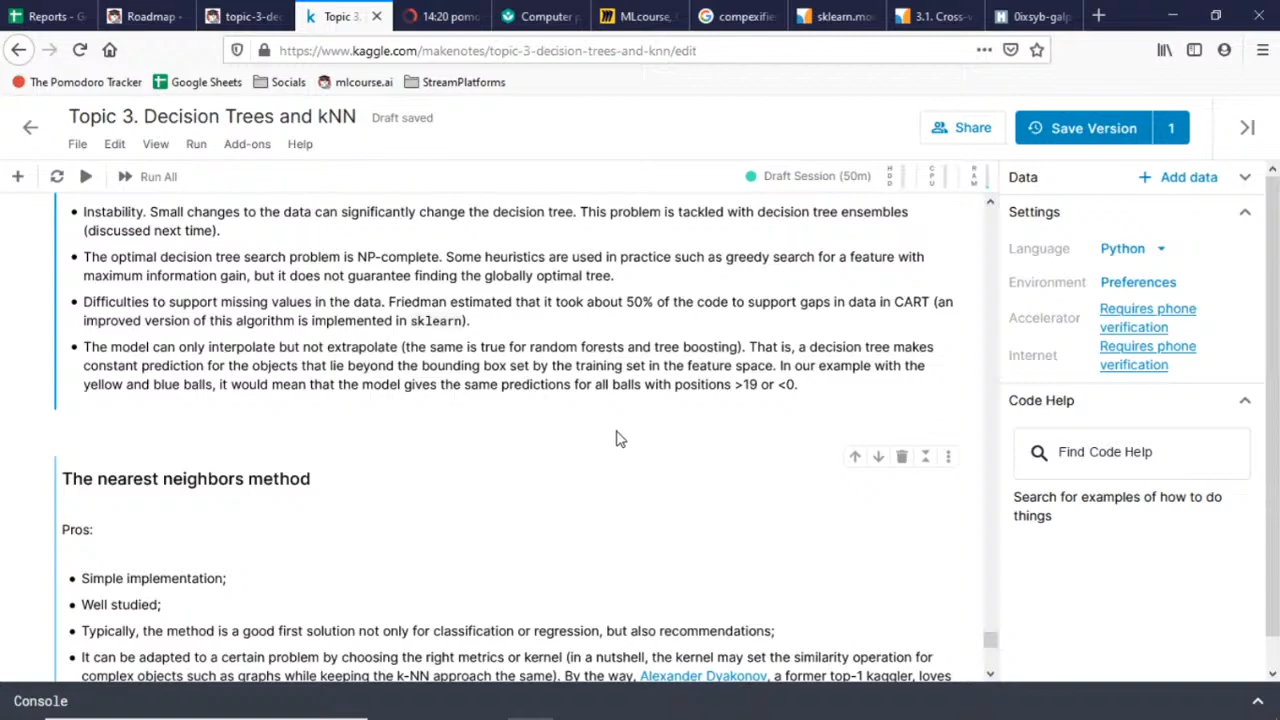 Reports - G
Roadmap -
topic-3-dec
Topic 3.
14:20 pomo
Computer p
MLcourse,
compexifie
sklearn.mo
3.1. Cross-v
0ixsyb-galp
https://www.kaggle.com/makenotes/topic-3-decision-trees-and-knn/edit
The Pomodoro Tracker
Google Sheets
Socials
mlcourse.ai
StreamPlatforms
Topic 3. Decision Trees and kNN
Draft saved
Share
Save Version
1
File Edit View Run Add-ons Help
Run All
Draft Session (50m)
HDD
CPU
RAM
Data
Add data
• Instability. Small changes to the data can significantly change the decision tree. This problem is tackled with decision tree ensembles
(discussed next time).
• The optimal decision tree search problem is NP-complete. Some heuristics are used in practice such as greedy search for a feature with
maximum information gain, but it does not guarantee finding the globally optimal tree.
• Difficulties to support missing values in the data. Friedman estimated that it took about 50% of the code to support gaps in data in CART (an
improved version of this algorithm is implemented in sklearn).
• The model can only interpolate but not extrapolate (the same is true for random forests and tree boosting). That is, a decision tree makes
constant prediction for the objects that lie beyond the bounding box set by the training set in the feature space. In our example with the
yellow and blue balls, it would mean that the model gives the same predictions for all balls with positions >19 or <0.
The nearest neighbors method
Pros:
• Simple implementation;
• Well studied;
• Typically, the method is a good first solution not only for classification or regression, but also recommendations;
• It can be adapted to a certain problem by choosing the right metrics or kernel (in a nutshell, the kernel may set the similarity operation for
complex objects such as graphs while keeping the k-NN approach the same). By the way, Alexander Dyakonov, a former top-1 kaggler, loves
Settings
Language Python
Environment Preferences
Accelerator Requires phone
verification
Internet Requires phone
verification
Code Help
Find Code Help
Search for examples of how to do
things
Console